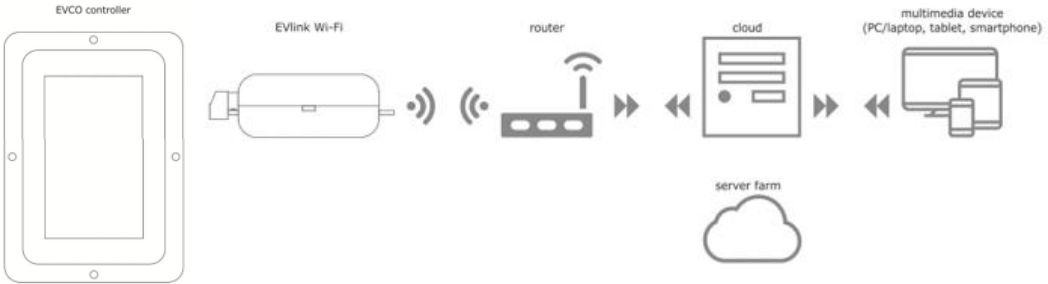 EVCO controller
EVlink Wi-Fi
router
cloud
multimedia device
(PC/laptop, tablet, smartphone)
server farm